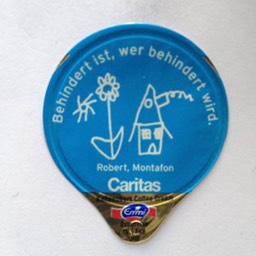 Behindert ist, wer behindert wird.
Robert, Montafon
Caritas
Emmi